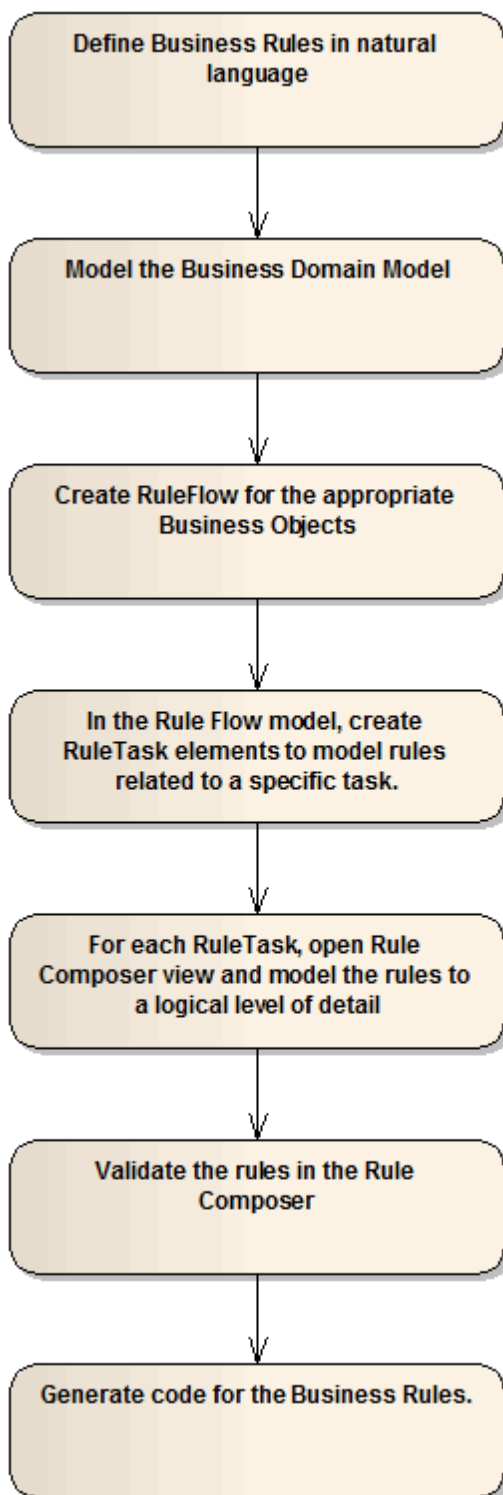 Define Business Rules in natural
language
Model the Business Domain Model
Create RuleFlow for the appropriate
Business Objects
In the Rule Flow model, create
RuleTask elements to model rules
related to a specific task.
For each RuleTask, open Rule
Composer view and model the rules to
a logical level of detail
Validate the rules in the Rule
Composer
Generate code for the Business Rules.